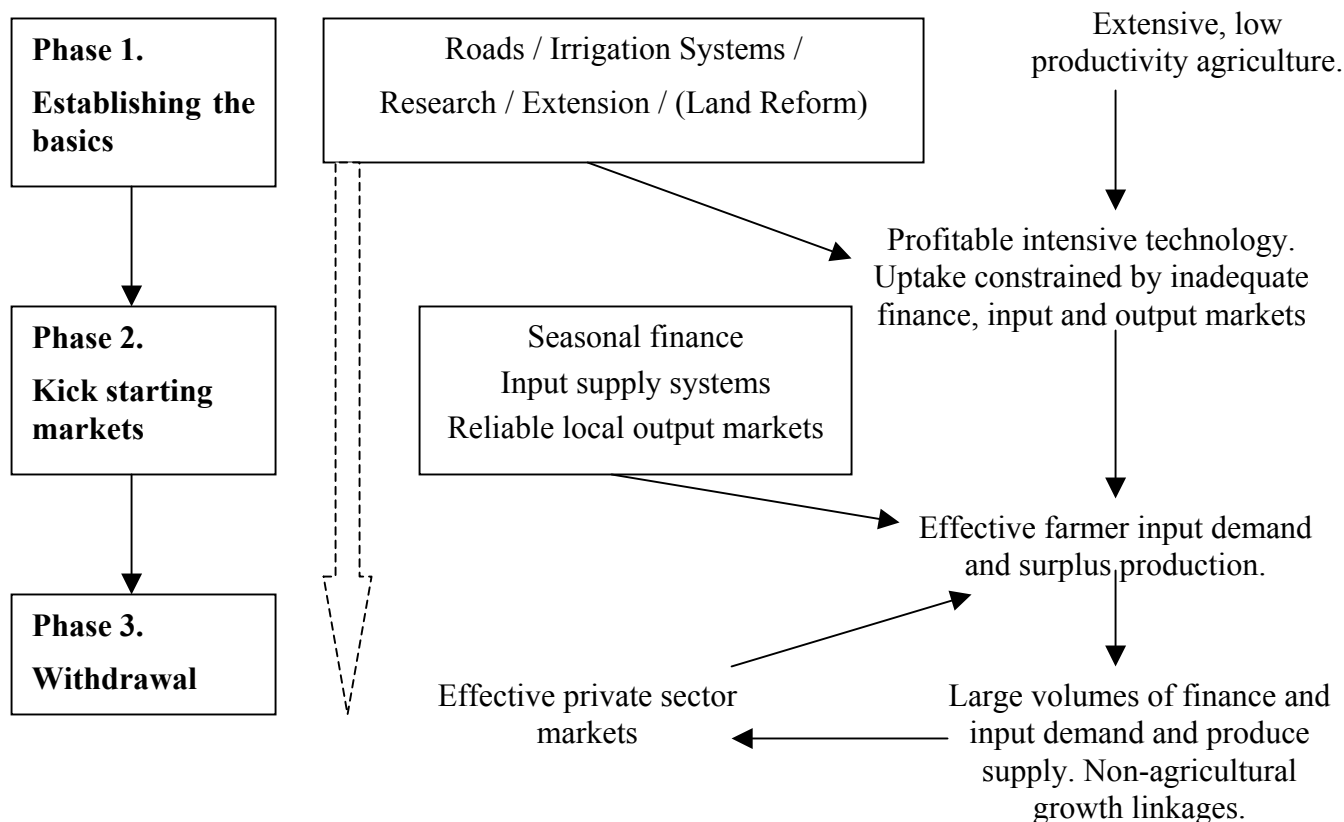 Phase 1.
Establishing the
basics
Roads / Irrigation Systems /
Research / Extension / (Land Reform)
Extensive, low
productivity agriculture.
Profitable intensive technology.
Uptake constrained by inadequate
finance, input and output markets
Phase 2.
Kick starting
markets
Seasonal finance
Input supply systems
Reliable local output markets
Effective farmer input demand
and surplus production.
Phase 3.
Withdrawal
Effective private sector
markets
Large volumes of finance and
input demand and produce
supply. Non-agricultural
growth linkages.